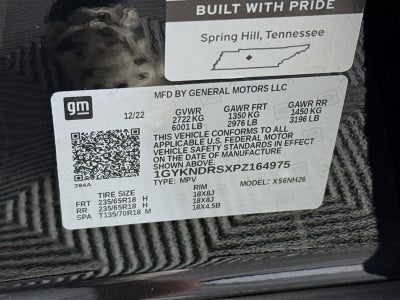 BUILT WITH PRIDE
Spring Hill, Tennessee
gm
MFD BY GENERAL MOTORS LLC
12/22
GVWR GAWR FRT GAWR RR
2722 KG 1350 KG 1450 KG
6001 LB 2976 LB 3196 LB
THIS VEHICLE CONFORMS TO ALL
APPLICABLE U.S. FEDERAL MOTOR
VEHICLE SAFETY STANDARDS IN EFFECT
ON THE DATE OF MANUFACTURE
SHOWN ABOVE.
1GYKNDRSXPZ164975
TYPE: MPV MODEL: X56NH26
384A
TIRE SIZE RIM
FRT 235/65R18 H 18X8J
RR 235/65R18 H 18X8J
SPA T135/70R18 M 18X4.5B